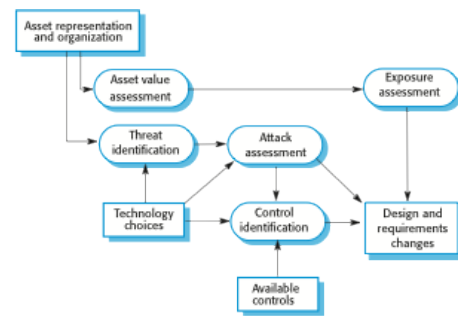 Asset representation
and organization
Asset value
assessment
Exposure
assessment
Threat
identification
Attack
assessment
Technology
choices
Control
identification
Design and
requirements
changes
Available
controls